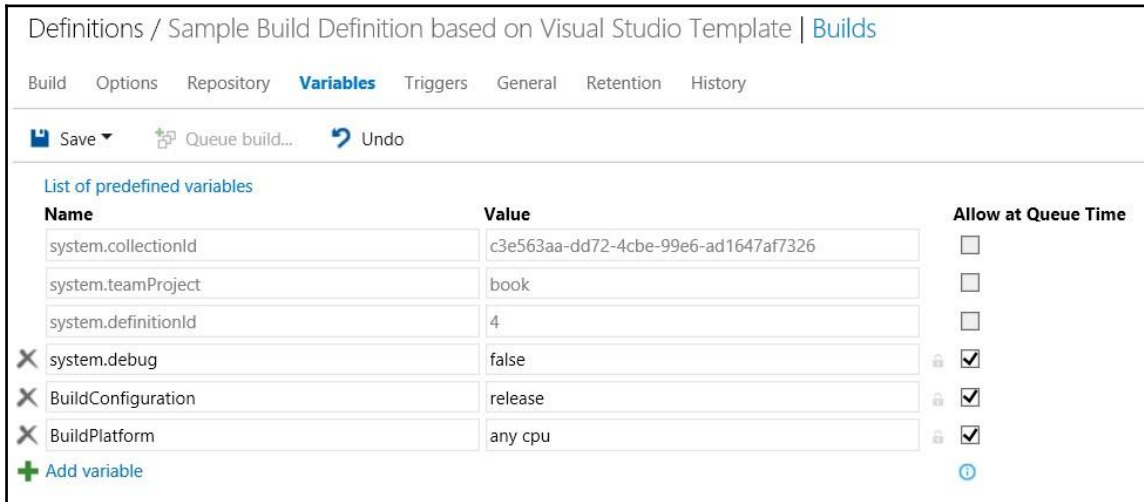 Definitions / Sample Build Definition based on Visual Studio Template | Builds
Build Options Repository Variables Triggers General Retention History
Save Queue build... Undo
List of predefined variables
Name Value Allow at Queue Time
system.collectionId c3e563aa-dd72-4cbe-99e6-ad1647af7326
system.teamProject book
system.definitionId 4
system.debug false
BuildConfiguration release
BuildPlatform any cpu
Add variable